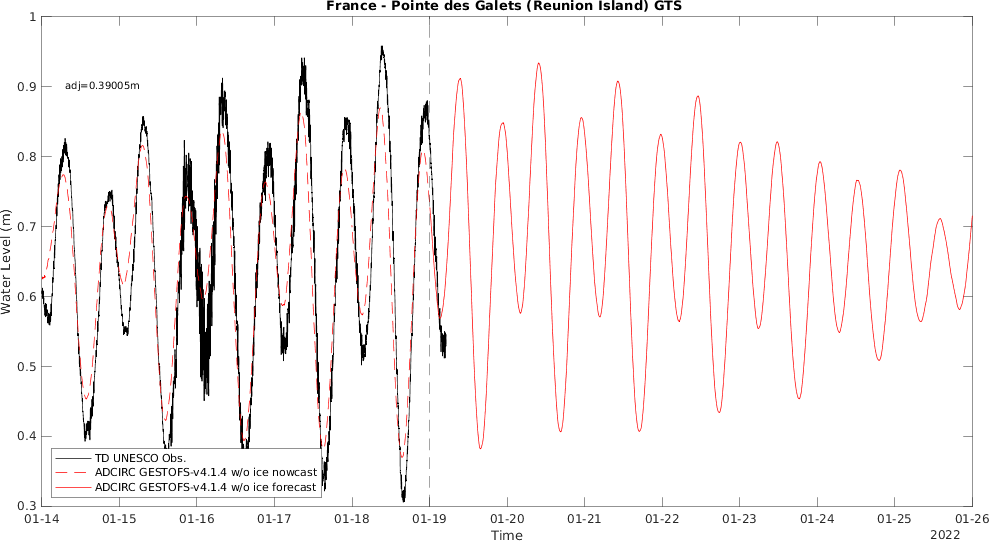 France - Pointe des Galets (Reunion Island) GTS
1
0.9
0.8
0.7
0.6
0.5
0.4
0.3
Water Level (m)
adj=0.39005m
TD UNESCO Obs.
ADCIRC GESTOFS-v4.1.4 w/o ice nowcast
ADCIRC GESTOFS-v4.1.4 w/o ice forecast
01-14 01-15 01-16 01-17 01-18 01-19 01-20 01-21 01-22 01-23 01-24 01-25 01-26
Time
2022